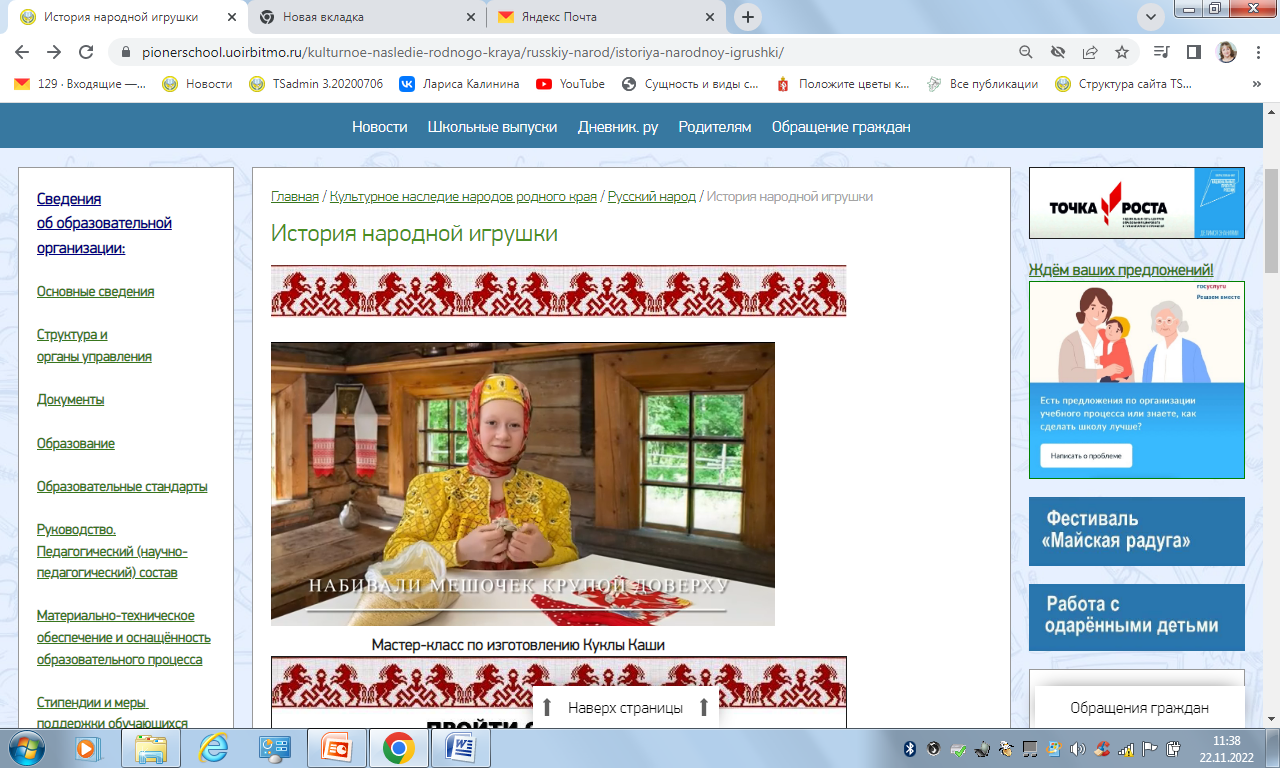 История народной игрушки
Новая вкладка
Яндекс Почта
pionerschool.uoirbitmo.ru/kulturnoe-nasledie-rodnogo-kraya/russkiy-narod/istoriya-narodnoy-igrushki/
129 · Входящие —...
Новости
TSadmin 3.20200706
Лариса Калинина
YouTube
Сущность и виды с...
Положите цветы к...
Все публикации
Структура сайта TS...
Новости
Школьные выпуски
Дневник. ру
Родителям
Обращение граждан
Сведения
об образовательной
организации:
Основные сведения
Структура и
органы управления
Документы
Образование
Образовательные стандарты
Руководство.
Педагогический (научно-
педагогический) состав
Материально-техническое
обеспечение и оснащённость
образовательного процесса
Стипендии и меры
поддержки обучающихся
Главная / Культурное наследие народов родного края / Русский народ / История народной игрушки
История народной игрушки
НАБИВАЛИ МЕШОЧЕК КРУПОЙ ДОВЕРХУ
Мастер-класс по изготовлению Куклы Каши
Наверх страницы
ТОЧКА РОСТА
Ждём ваших предложений!
госуслуги
Решаем вместе
Есть предложения по организации
учебного процесса или знаете, как
сделать школу лучше?
Написать о проблеме
Фестиваль
«Майская радуга»
Работа с
одарёнными детьми
Обращения граждан
11:38
22.11.2022